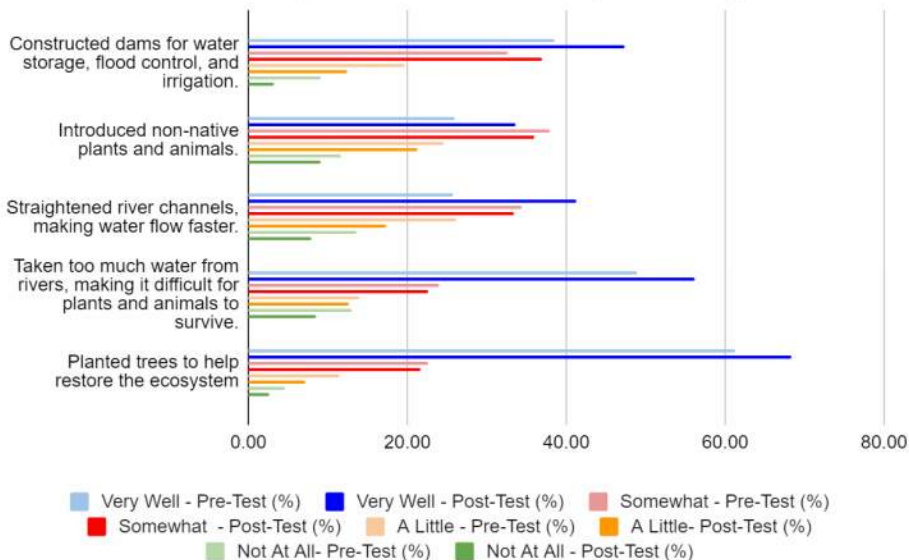 Constructed dams for water
storage, flood control, and
irrigation.
Introduced non-native
plants and animals.
Straightened river channels,
making water flow faster.
Taken too much water from
rivers, making it difficult for
plants and animals to
survive.
Planted trees to help
restore the ecosystem
0.00 20.00 40.00 60.00 80.00
Very Well - Pre-Test (%) Very Well - Post-Test (%) Somewhat - Pre-Test (%)
Somewhat - Post-Test (%) A Little - Pre-Test (%) A Little- Post-Test (%)
Not At All- Pre-Test (%) Not At All - Post-Test (%)